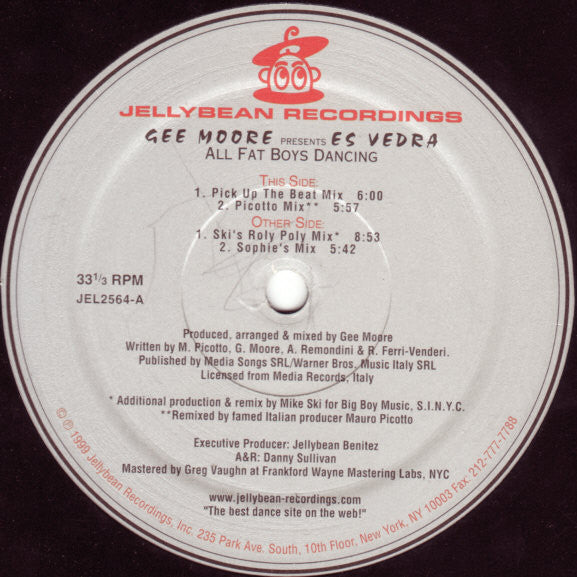 JELLYBEAN RECORDINGS
GEE MOORE PRESENTS ES VEDRA
ALL FAT BOYS DANCING
THIS SIDE:
1. Pick Up The Beat Mix 6:00
2. Picotto Mix** 5:57
OTHER SIDE:
1. Ski's Roly Poly Mix* 8:53
2. Sophie's Mix 5:42
33 1/3 RPM
JEL2564-A
Produced, arranged & mixed by Gee Moore
Written by M. Picotto, G. Moore, A. Remondini & R. Ferri-Venderi.
Published by Media Songs SRL/Warner Bros. Music Italy SRL
Licensed from Media Records, Italy
* Additional production & remix by Mike Ski for Big Boy Music, S.I.N.Y.C.
**Remixed by famed Italian producer Mauro Picotto
Executive Producer: Jellybean Benitez
A&R: Danny Sullivan
Mastered by Greg Vaughn at Frankford Wayne Mastering Labs, NYC
www.jellybean-recordings.com
"The best dance site on the web!"
© ℗ 1999 Jellybean Recordings, Inc. 235 Park Ave. South, 10th Floor, New York, NY 10003 Fax: 212-777-7788